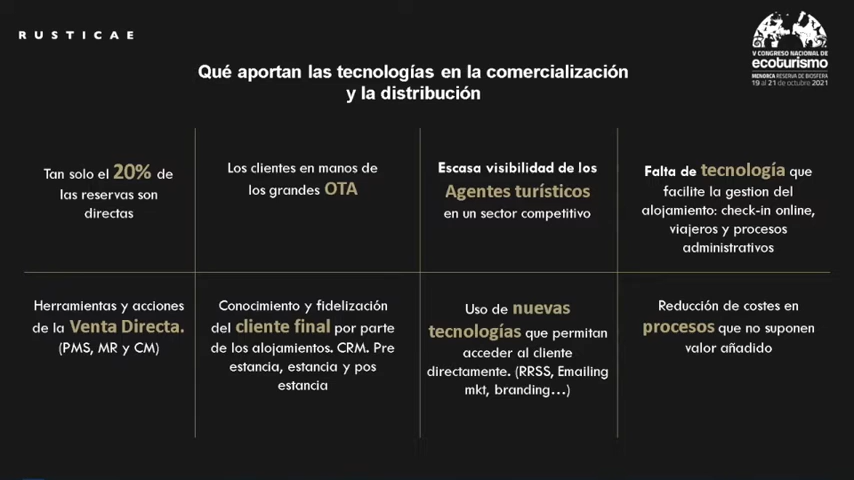 RUSTICAE
V CONGRESO NACIONAL DE
ecoturismo
MENORCA RESERVA DE BIOSFERA
19 al 21 de octubre 2021
Qué aportan las tecnologías en la comercialización
y la distribución
Tan solo el 20% de
las reservas son
directas
Los clientes en manos de
los grandes OTA
Escasa visibilidad de los
Agentes turísticos
en un sector competitivo
Falta de tecnología que
facilite la gestion del
alojamiento: check-in online,
viajeros y procesos
administrativos
Herramientas y acciones
de la Venta Directa.
(PMS, MR y CM)
Conocimiento y fidelización
del cliente final por parte
de los alojamientos. CRM. Pre
estancia, estancia y pos
estancia
Uso de nuevas
tecnologías que permitan
acceder al cliente
directamente. (RRSS, Emailing
mkt, branding...)
Reducción de costes en
procesos que no suponen
valor añadido